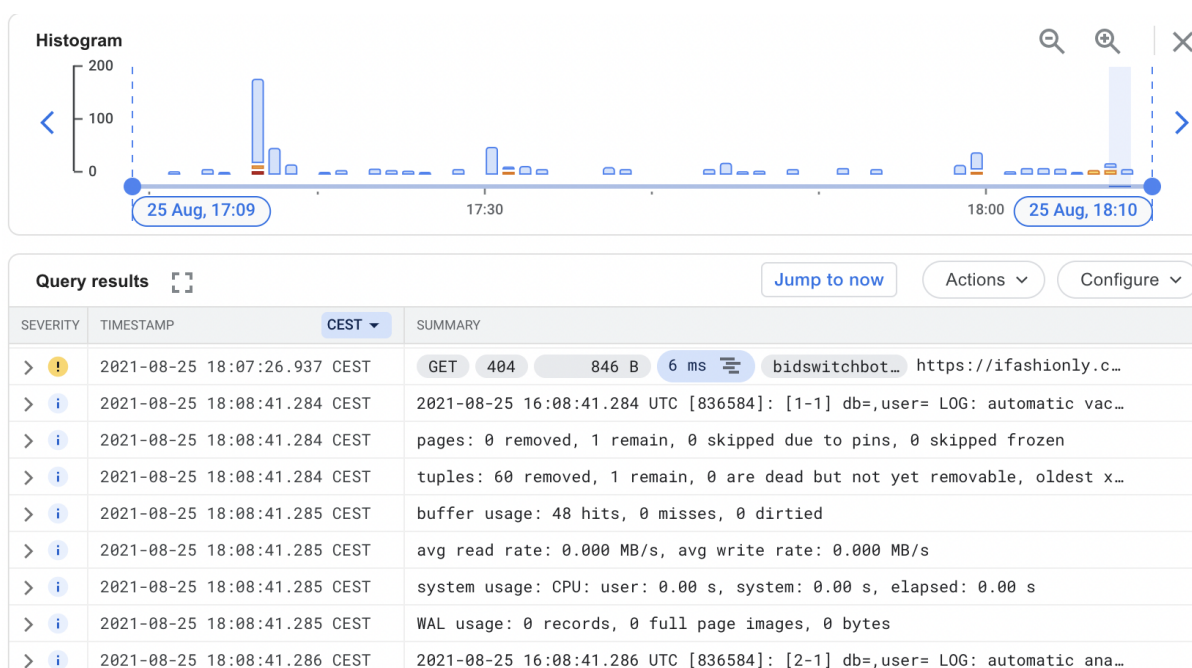 Histogram
200
100
0
17:30
18:00
25 Aug, 17:09
25 Aug, 18:10
Query results
Jump to now
Actions
Configure
SEVERITY TIMESTAMP CEST SUMMARY
! 2021-08-25 18:07:26.937 CEST GET 404 846 B 6 ms bidswitchbot… https://ifashionly.c…
i 2021-08-25 18:08:41.284 CEST 2021-08-25 16:08:41.284 UTC [836584]: [1-1] db=,user= LOG: automatic vac…
i 2021-08-25 18:08:41.284 CEST pages: 0 removed, 1 remain, 0 skipped due to pins, 0 skipped frozen
i 2021-08-25 18:08:41.284 CEST tuples: 60 removed, 1 remain, 0 are dead but not yet removable, oldest x…
i 2021-08-25 18:08:41.285 CEST buffer usage: 48 hits, 0 misses, 0 dirtied
i 2021-08-25 18:08:41.285 CEST avg read rate: 0.000 MB/s, avg write rate: 0.000 MB/s
i 2021-08-25 18:08:41.285 CEST system usage: CPU: user: 0.00 s, system: 0.00 s, elapsed: 0.00 s
i 2021-08-25 18:08:41.285 CEST WAL usage: 0 records, 0 full page images, 0 bytes
i 2021-08-25 18:08:41.286 CEST 2021-08-25 16:08:41.286 UTC [836584]: [2-1] db=,user= LOG: automatic ana…